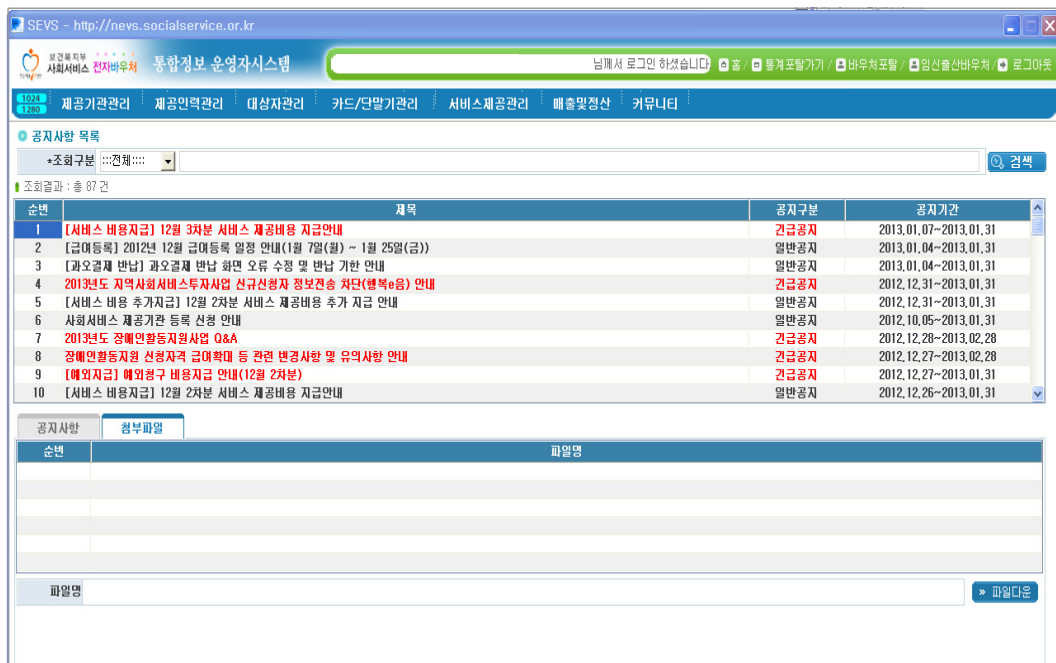 SEVS - http://nevs.socialservice.or.kr
보건복지부
사회서비스 전자바우처 통합정보 운영자시스템
님께서 로그인 하셨습니다. 홈 / 통계포탈가기 / 바우처포탈 / 임신출산바우처 / 로그아웃
1024
1280
제공기관관리 제공인력관리 대상자관리 카드/단말기관리 서비스제공관리 매출및정산 커뮤니티
공지사항 목록
*조회구분 :::전체:::: 검색
조회결과 : 총 87 건
순번 제목 공지구분 공지기간
1 [서비스 비용지급] 12월 3차분 서비스 제공비용 지급안내 긴급공지 2013.01.07~2013.01.31
2 [급여등록] 2012년 12월 급여등록 일정 안내(1월 7일(월) ~ 1월 25일(금)) 일반공지 2013.01.04~2013.01.31
3 [과오결제 반납] 과오결제 반납 화면 오류 수정 및 반납 기한 안내 일반공지 2013.01.04~2013.01.31
4 2013년도 지역사회서비스투자사업 신규신청자 정보전송 차단(행복e음) 안내 긴급공지 2012.12.31~2013.01.31
5 [서비스 비용 추가지급] 12월 2차분 서비스 제공비용 추가 지급 안내 일반공지 2012.12.31~2013.01.31
6 사회서비스 제공기관 등록 신청 안내 일반공지 2012.10.05~2013.01.31
7 2013년도 장애인활동지원사업 Q&A 긴급공지 2012.12.28~2013.02.28
8 장애인활동지원 신청자격 급여확대 등 관련 변경사항 및 유의사항 안내 긴급공지 2012.12.27~2013.02.28
9 [예외지급] 예외청구 비용지급 안내(12월 2차분) 긴급공지 2012.12.27~2013.01.31
10 [서비스 비용지급] 12월 2차분 서비스 제공비용 지급안내 일반공지 2012.12.26~2013.01.31
공지사항 첨부파일
순번 파일명
파일명 » 파일다운